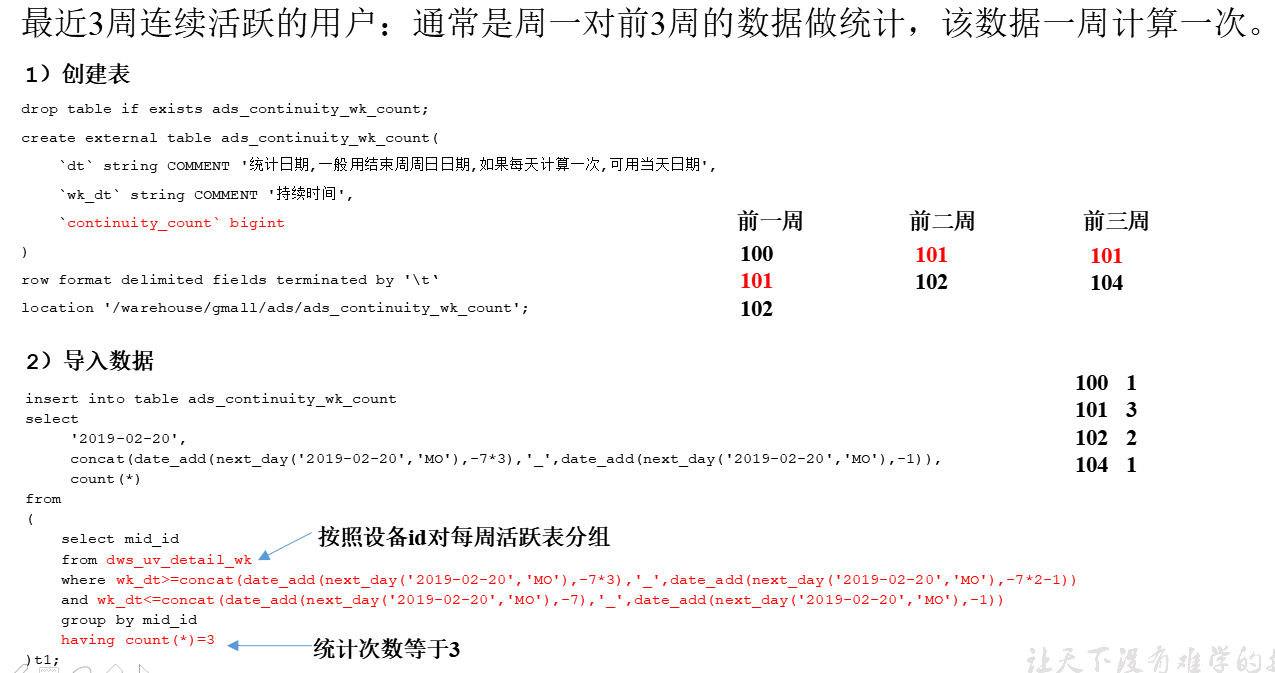 最近3周连续活跃的用户：通常是周一对前3周的数据做统计，该数据一周计算一次。
1）创建表
drop table if exists ads_continuity_wk_count;
create external table ads_continuity_wk_count(
`dt` string COMMENT '统计日期,一般用结束周周日日期,如果每天计算一次,可用当天日期',
`wk_dt` string COMMENT '持续时间',
`continuity_count` bigint
)
row format delimited fields terminated by '\t'
location '/warehouse/gmall/ads/ads_continuity_wk_count';
前一周 前二周 前三周
100
101 101 101
102 102 104
2）导入数据
insert into table ads_continuity_wk_count
select
'2019-02-20',
concat(date_add(next_day('2019-02-20','MO'),-7*3),'_',date_add(next_day('2019-02-20','MO'),-1)),
count(*)
from
(
select mid_id
from dws_uv_detail_wk
where wk_dt>=concat(date_add(next_day('2019-02-20','MO'),-7*3),'_',date_add(next_day('2019-02-20','MO'),-7*2-1))
and wk_dt<=concat(date_add(next_day('2019-02-20','MO'),-7),'_',date_add(next_day('2019-02-20','MO'),-1))
group by mid_id
having count(*)=3
)t1;
100 1
101 3
102 2
104 1
按照设备id对每周活跃表分组
统计次数等于3
让天下没有难学的技